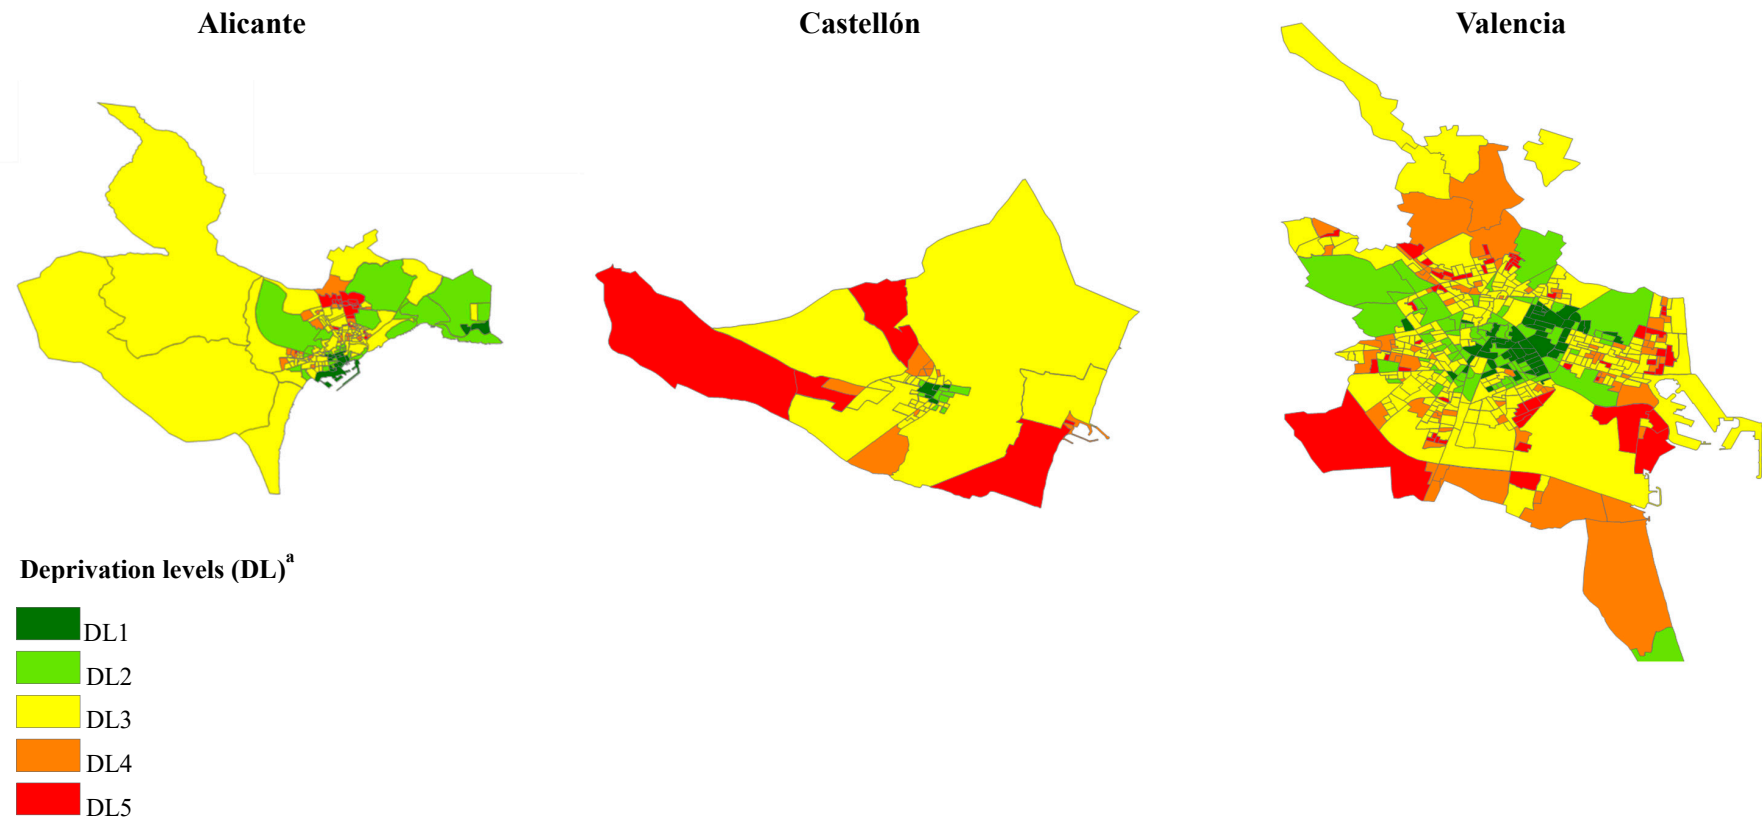 Alicante
Castellón
Valencia
Deprivation levels (DL)a
DL1
DL2
DL3
DL4
DL5